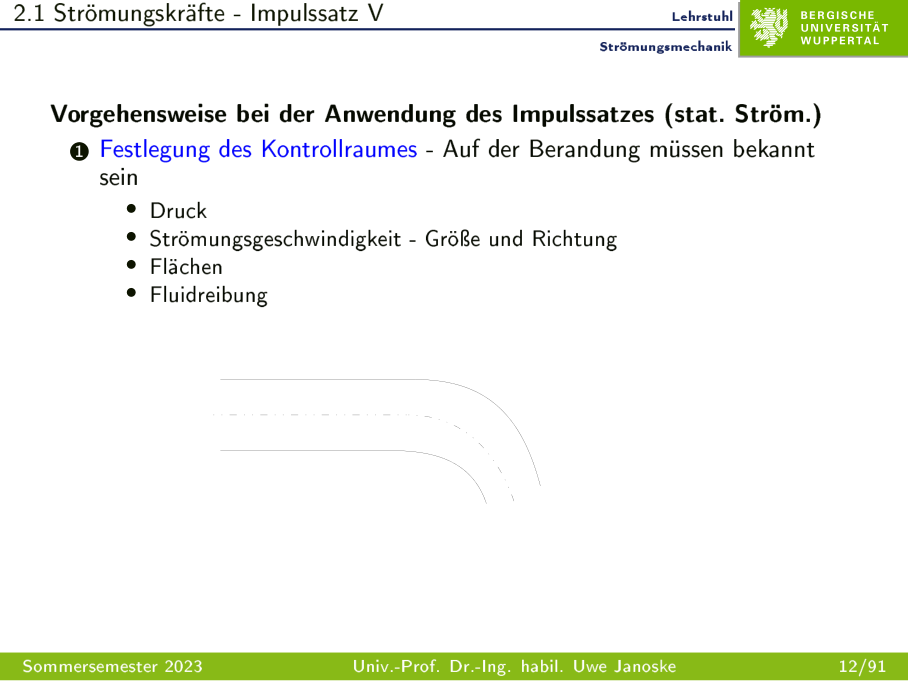 2.1 Strömungskräfte - Impulssatz V
Lehrstuhl
Strömungsmechanik
BERGISCHE
UNIVERSITÄT
WUPPERTAL
Vorgehensweise bei der Anwendung des Impulssatzes (stat. Ström.)
1 Festlegung des Kontrollraumes - Auf der Berandung müssen bekannt
sein
• Druck
• Strömungsgeschwindigkeit - Größe und Richtung
• Flächen
• Fluidreibung
Sommersemester 2023
Univ.-Prof. Dr.-Ing. habil. Uwe Janoske
12/91